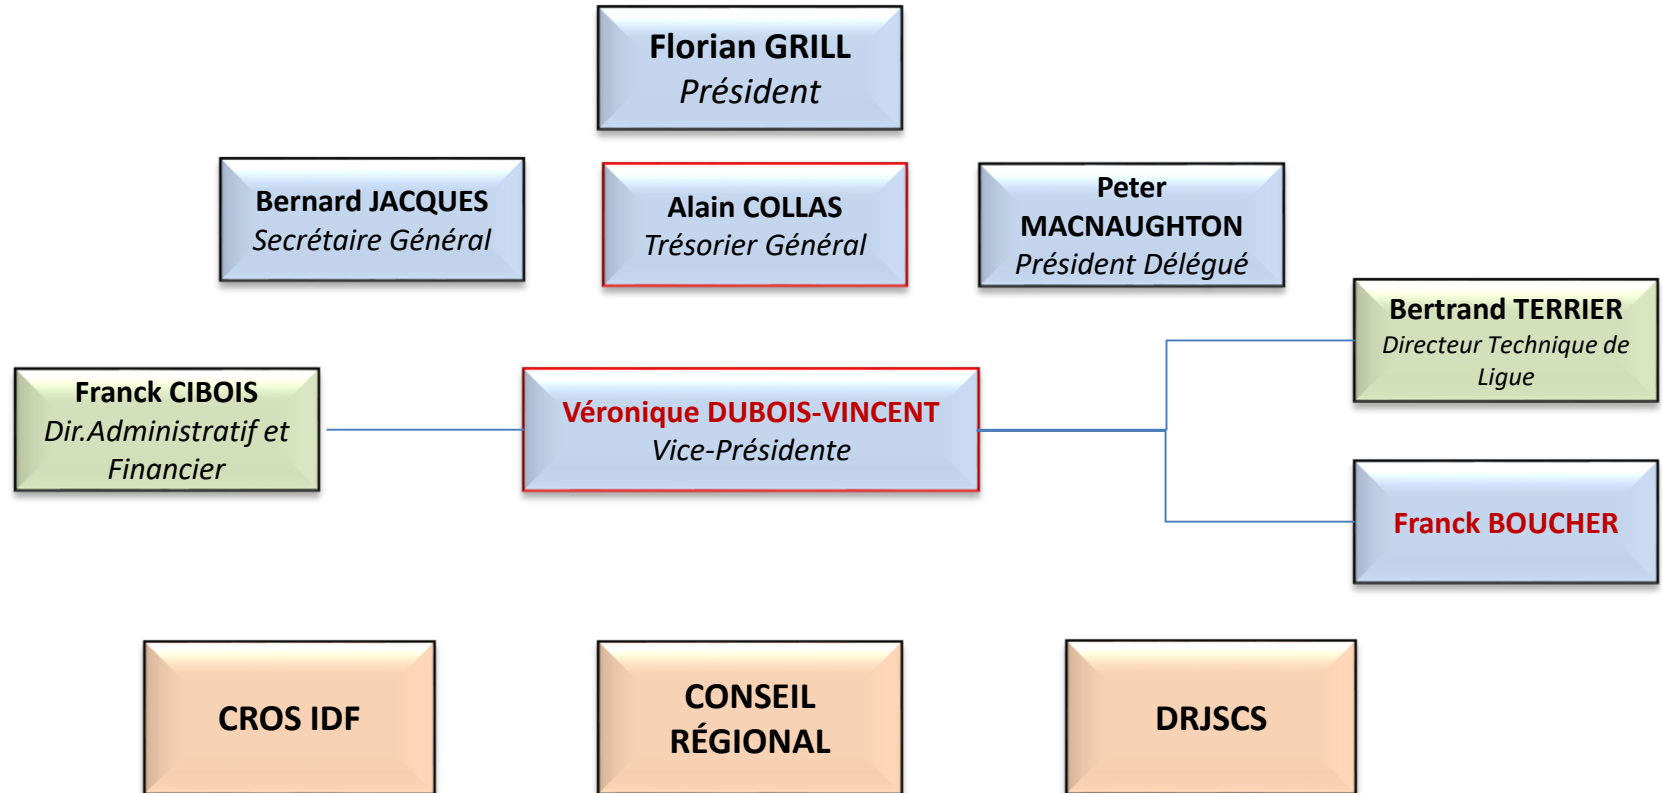 Florian GRILL
Président
Bernard JACQUES
Secrétaire Général
Alain COLLAS
Trésorier Général
Peter
MACNAUGHTON
Président Délégué
Bertrand TERRIER
Directeur Technique de
Ligue
Franck CIBOIS
Dir.Administratif et
Financier
Véronique DUBOIS-VINCENT
Vice-Présidente
Franck BOUCHER
CROS IDF
CONSEIL
RÉGIONAL
DRJSCS